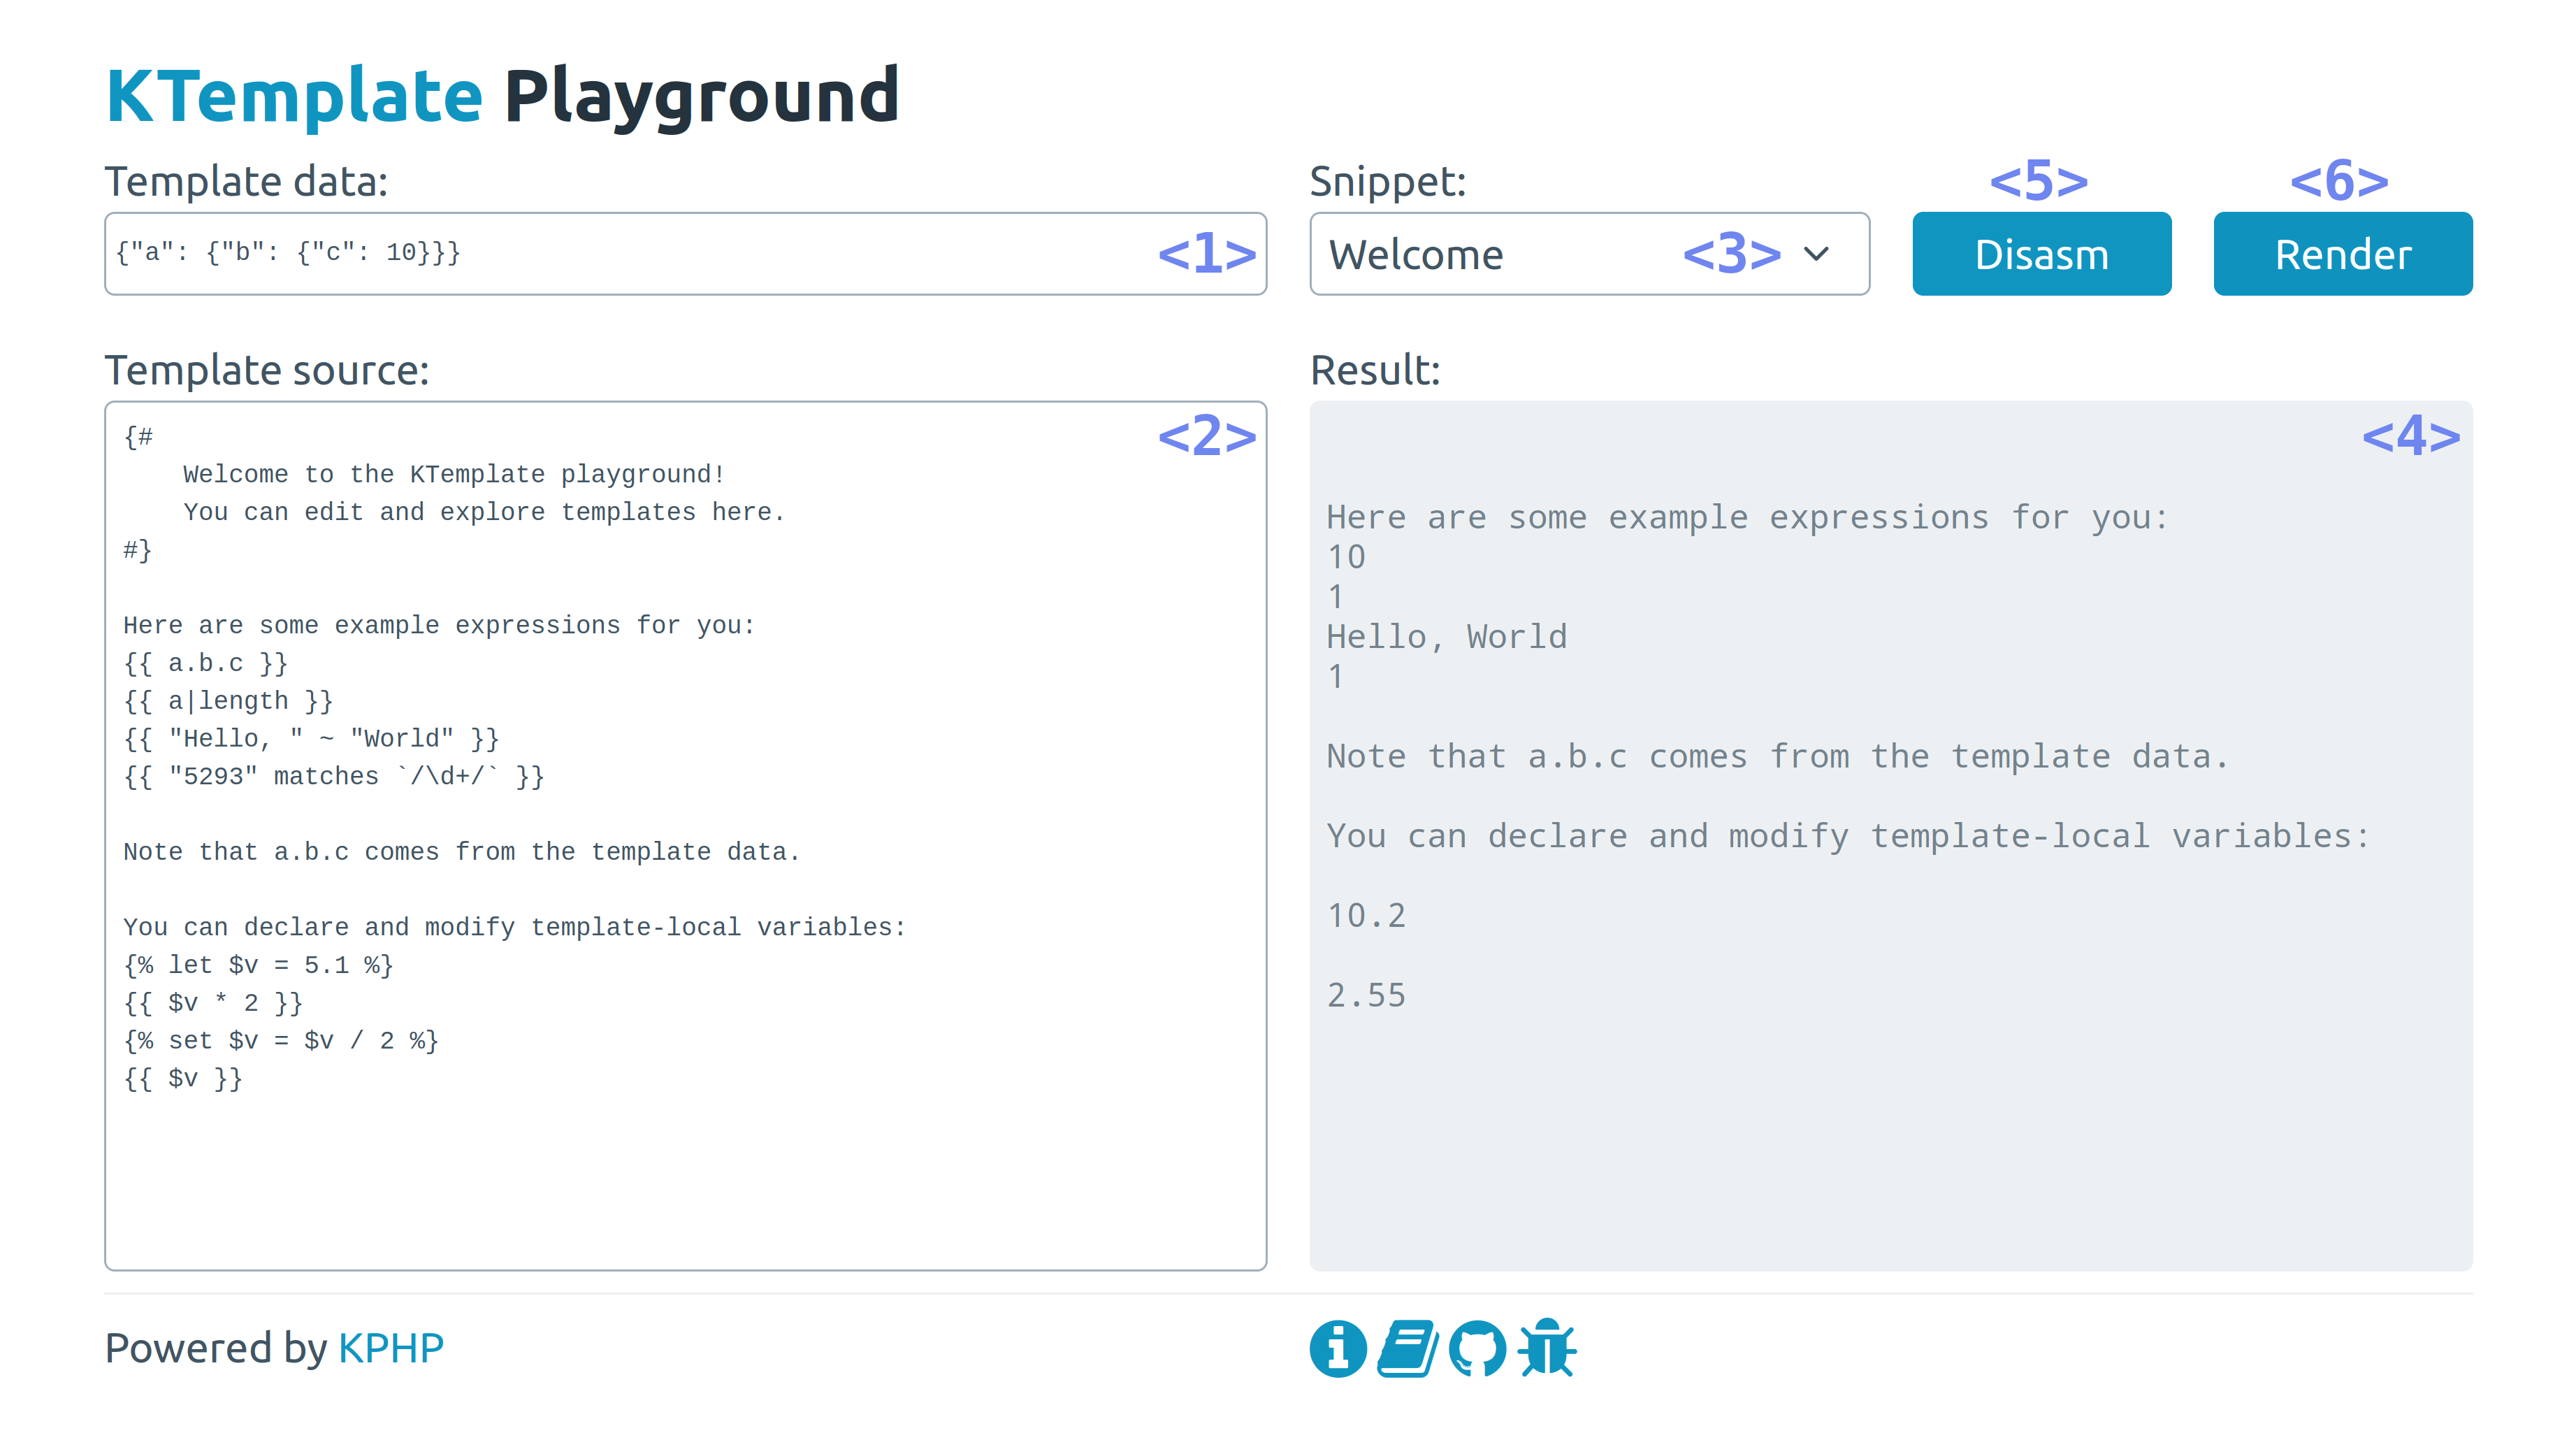 KTemplate Playground
Template data:
{"a": {"b": {"c": 10}}}
<1>
Snippet:
Welcome
<3>
<5>
Disasm
<6>
Render
Template source:
<2>
{#
    Welcome to the KTemplate playground!
    You can edit and explore templates here.
#}
Here are some example expressions for you:
{{ a.b.c }}
{{ a|length }}
{{ "Hello, " ~ "World" }}
{{ "5293" matches `/\d+/` }}
Note that a.b.c comes from the template data.
You can declare and modify template-local variables:
{% let $v = 5.1 %}
{{ $v * 2 }}
{% set $v = $v / 2 %}
{{ $v }}
Result:
<4>
Here are some example expressions for you:
10
1
Hello, World
1
Note that a.b.c comes from the template data.
You can declare and modify template-local variables:
10.2
2.55
Powered by KPHP